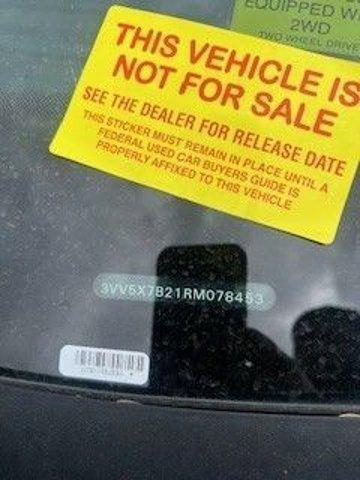 EQUIPPED W
2WD
TWO WHEEL DRIVE
THIS VEHICLE IS
NOT FOR SALE
SEE THE DEALER FOR RELEASE DATE
THIS STICKER MUST REMAIN IN PLACE UNTIL A
FEDERAL USED CAR BUYERS GUIDE IS
PROPERLY AFFIXED TO THIS VEHICLE
3VV5X7B21RM078453